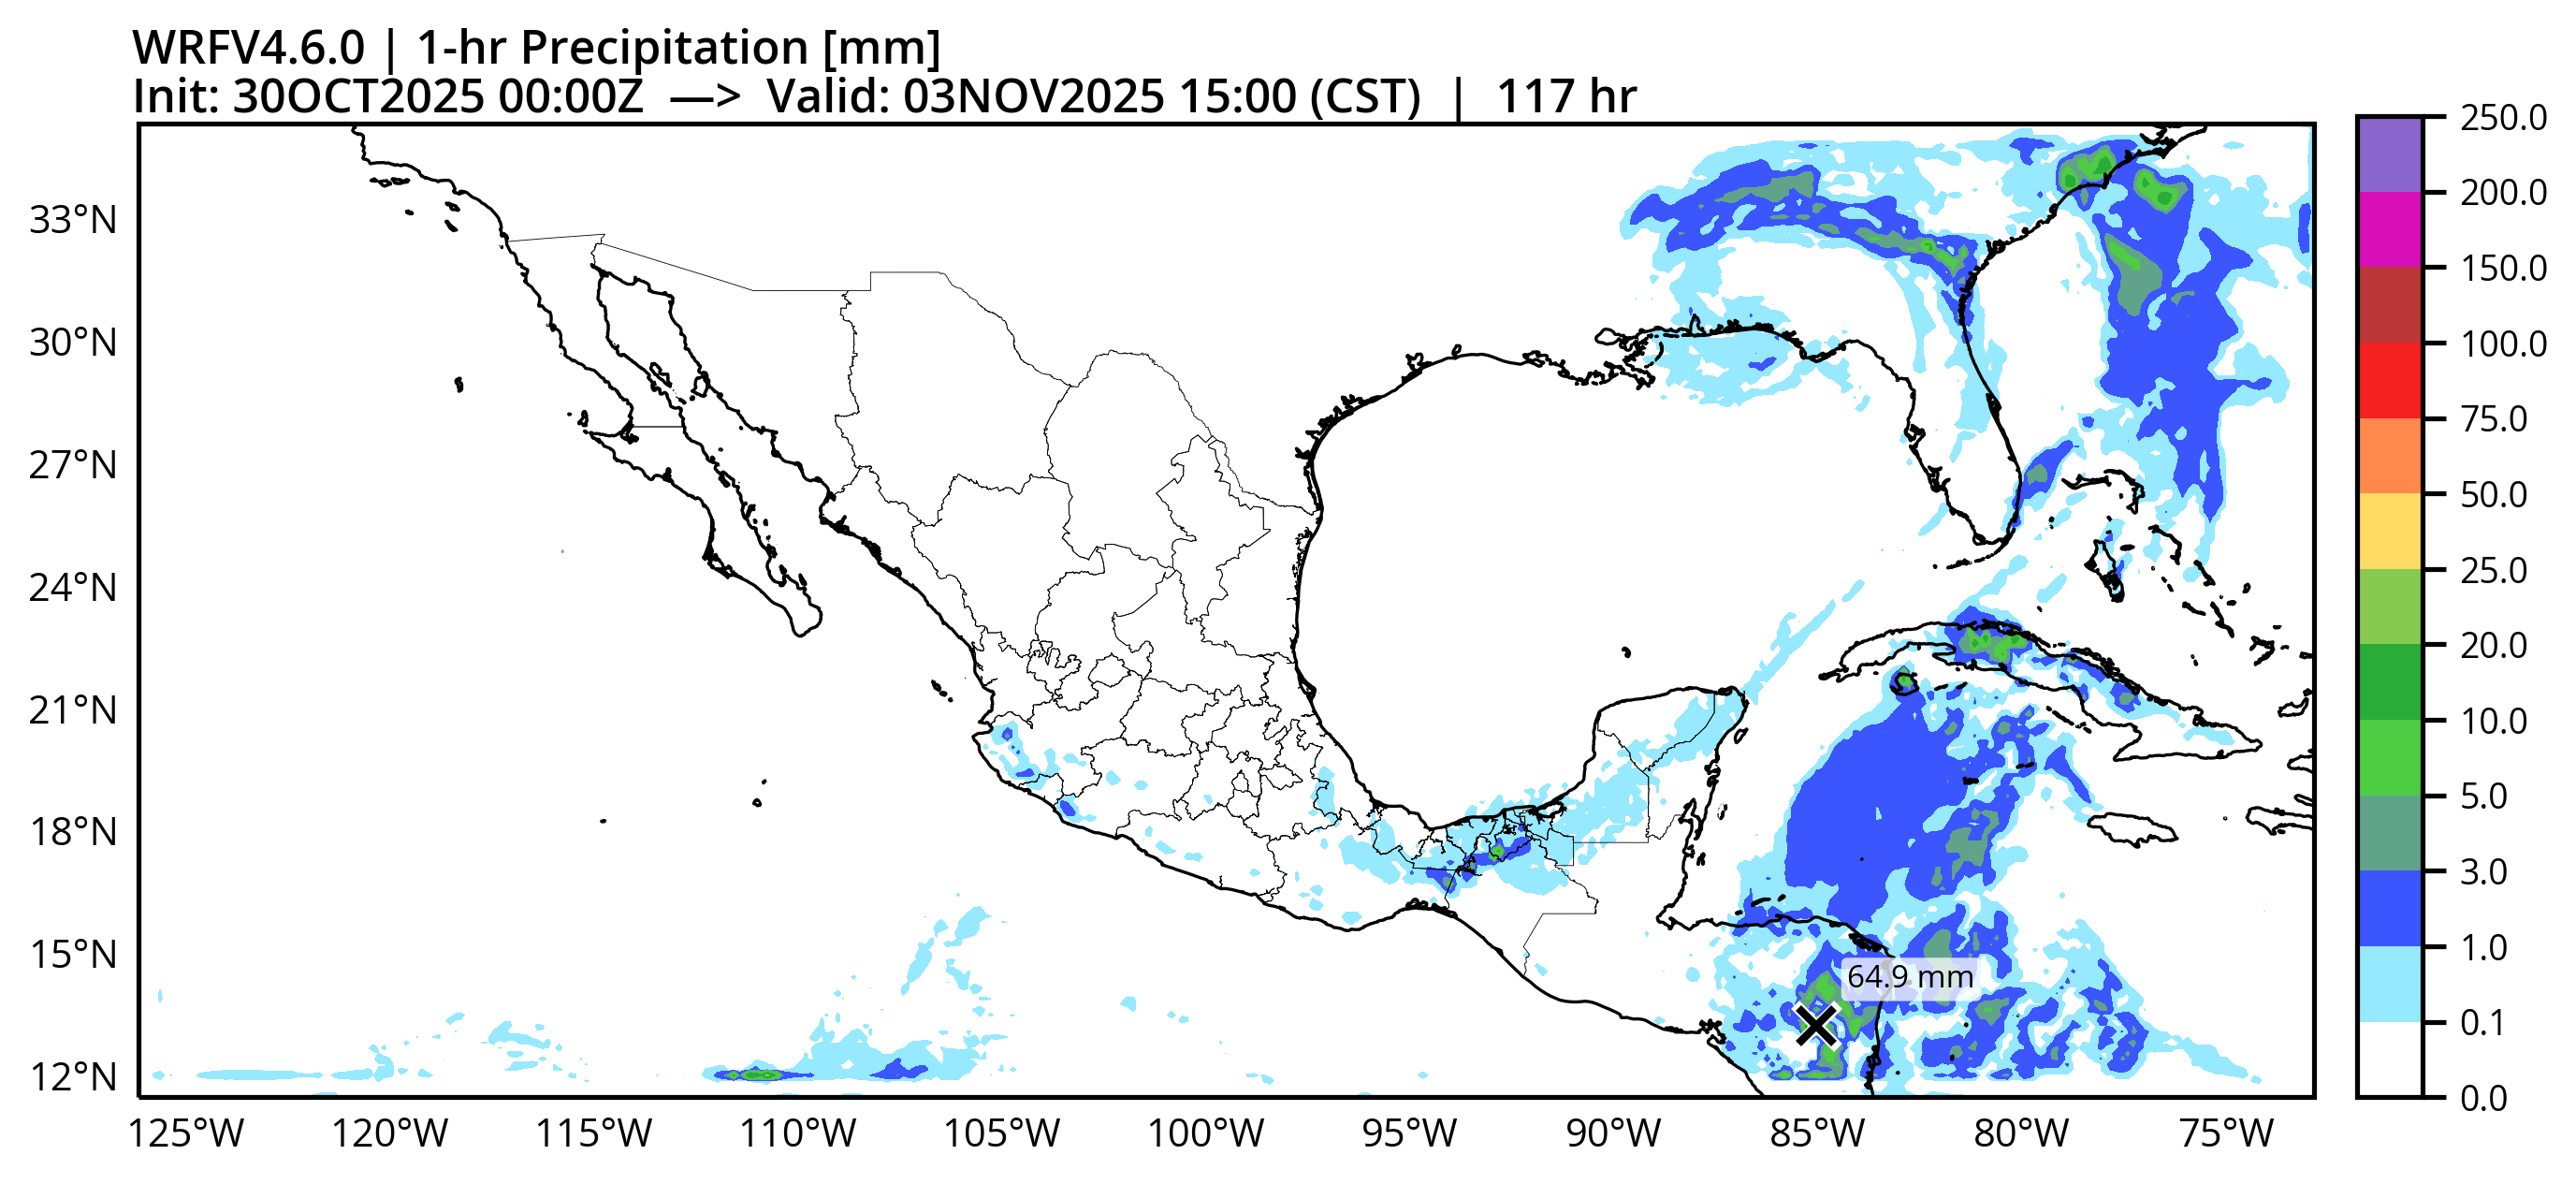 WRFV4.6.0 | 1-hr Precipitation [mm]
Init: 30OCT2025 00:00Z —> Valid: 03NOV2025 15:00 (CST) | 117 hr
33°N
30°N
27°N
24°N
21°N
18°N
15°N
12°N
64.9 mm
125°W 120°W 115°W 110°W 105°W 100°W 95°W 90°W 85°W 80°W 75°W
250.0
200.0
150.0
100.0
75.0
50.0
25.0
20.0
10.0
5.0
3.0
1.0
0.1
0.0